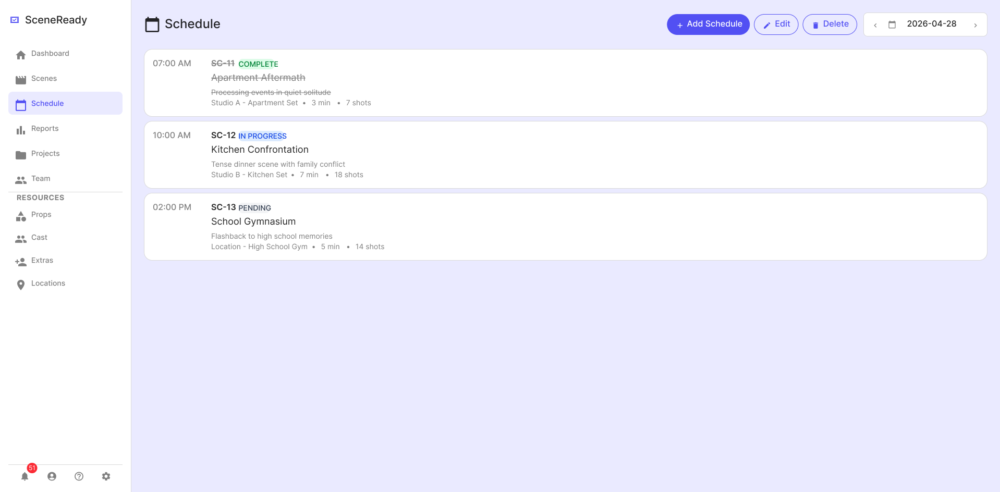 SceneReady
Dashboard
Scenes
Schedule
Reports
Projects
Team
RESOURCES
Props
Cast
Extras
Locations
51
Schedule
+ Add Schedule
Edit
Delete
‹ 2026-04-28 ›
07:00 AM
SC-11 COMPLETE
Apartment Aftermath
Processing events in quiet solitude
Studio A - Apartment Set • 3 min • 7 shots
10:00 AM
SC-12 IN PROGRESS
Kitchen Confrontation
Tense dinner scene with family conflict
Studio B - Kitchen Set • 7 min • 18 shots
02:00 PM
SC-13 PENDING
School Gymnasium
Flashback to high school memories
Location - High School Gym • 5 min • 14 shots